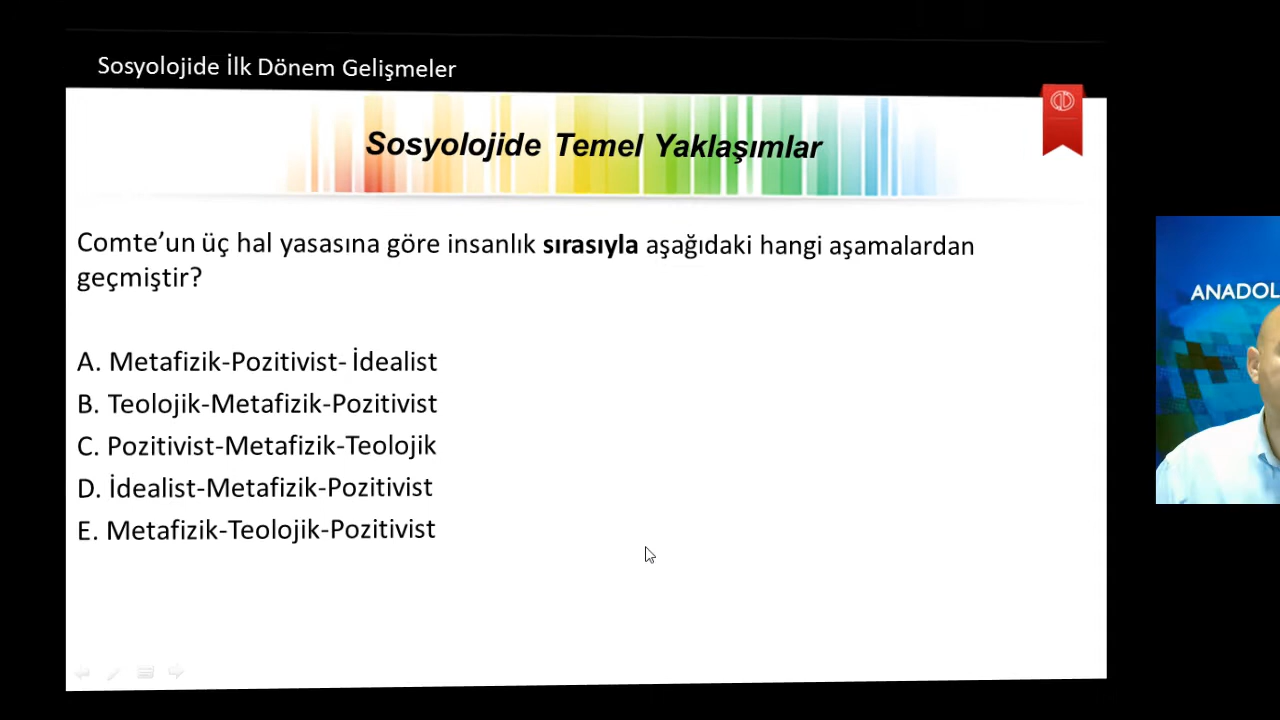 Sosyolojide İlk Dönem Gelişmeler
Sosyolojide Temel Yaklaşımlar
Comte’un üç hal yasasına göre insanlık sırasıyla aşağıdaki hangi aşamalardan
geçmiştir?
A. Metafizik-Pozitivist- İdealist
B. Teolojik-Metafizik-Pozitivist
C. Pozitivist-Metafizik-Teolojik
D. İdealist-Metafizik-Pozitivist
E. Metafizik-Teolojik-Pozitivist
ANADOL